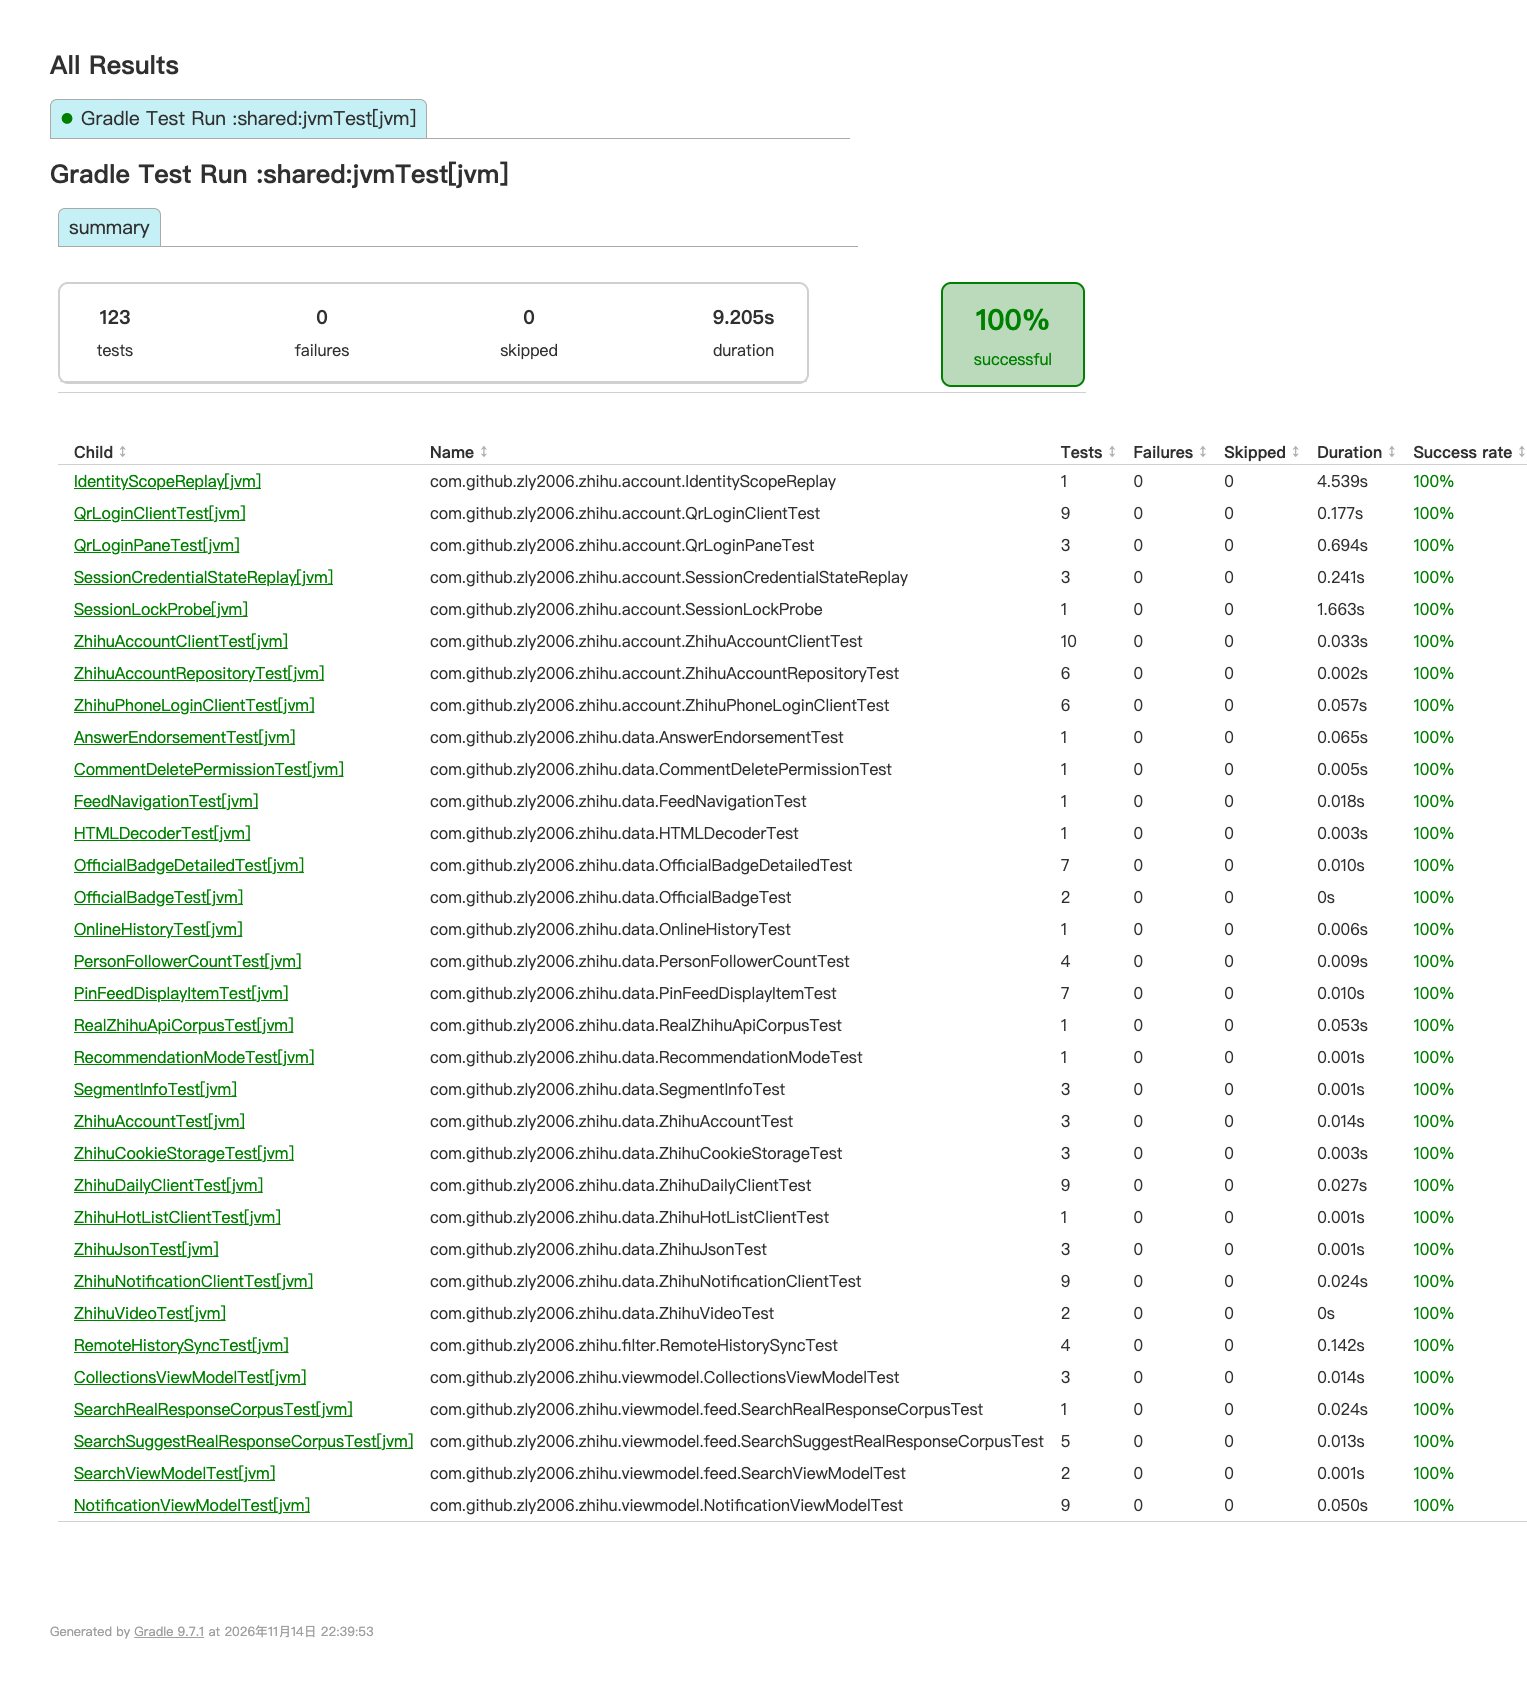 All Results
Gradle Test Run :shared:jvmTest[jvm]
Gradle Test Run :shared:jvmTest[jvm]
summary
123 0 0 9.205s 100%
tests failures skipped duration successful
Child Name Tests Failures Skipped Duration Success rate
IdentityScopeReplay[jvm] com.github.zly2006.zhihu.account.IdentityScopeReplay 1 0 0 4.539s 100%
QrLoginClientTest[jvm] com.github.zly2006.zhihu.account.QrLoginClientTest 9 0 0 0.177s 100%
QrLoginPaneTest[jvm] com.github.zly2006.zhihu.account.QrLoginPaneTest 3 0 0 0.694s 100%
SessionCredentialStateReplay[jvm] com.github.zly2006.zhihu.account.SessionCredentialStateReplay 3 0 0 0.241s 100%
SessionLockProbe[jvm] com.github.zly2006.zhihu.account.SessionLockProbe 1 0 0 1.663s 100%
ZhihuAccountClientTest[jvm] com.github.zly2006.zhihu.account.ZhihuAccountClientTest 10 0 0 0.033s 100%
ZhihuAccountRepositoryTest[jvm] com.github.zly2006.zhihu.account.ZhihuAccountRepositoryTest 6 0 0 0.002s 100%
ZhihuPhoneLoginClientTest[jvm] com.github.zly2006.zhihu.account.ZhihuPhoneLoginClientTest 6 0 0 0.057s 100%
AnswerEndorsementTest[jvm] com.github.zly2006.zhihu.data.AnswerEndorsementTest 1 0 0 0.065s 100%
CommentDeletePermissionTest[jvm] com.github.zly2006.zhihu.data.CommentDeletePermissionTest 1 0 0 0.005s 100%
FeedNavigationTest[jvm] com.github.zly2006.zhihu.data.FeedNavigationTest 1 0 0 0.018s 100%
HTMLDecoderTest[jvm] com.github.zly2006.zhihu.data.HTMLDecoderTest 1 0 0 0.003s 100%
OfficialBadgeDetailedTest[jvm] com.github.zly2006.zhihu.data.OfficialBadgeDetailedTest 7 0 0 0.010s 100%
OfficialBadgeTest[jvm] com.github.zly2006.zhihu.data.OfficialBadgeTest 2 0 0 0s 100%
OnlineHistoryTest[jvm] com.github.zly2006.zhihu.data.OnlineHistoryTest 1 0 0 0.006s 100%
PersonFollowerCountTest[jvm] com.github.zly2006.zhihu.data.PersonFollowerCountTest 4 0 0 0.009s 100%
PinFeedDisplayItemTest[jvm] com.github.zly2006.zhihu.data.PinFeedDisplayItemTest 7 0 0 0.010s 100%
RealZhihuApiCorpusTest[jvm] com.github.zly2006.zhihu.data.RealZhihuApiCorpusTest 1 0 0 0.053s 100%
RecommendationModeTest[jvm] com.github.zly2006.zhihu.data.RecommendationModeTest 1 0 0 0.001s 100%
SegmentInfoTest[jvm] com.github.zly2006.zhihu.data.SegmentInfoTest 3 0 0 0.001s 100%
ZhihuAccountTest[jvm] com.github.zly2006.zhihu.data.ZhihuAccountTest 3 0 0 0.014s 100%
ZhihuCookieStorageTest[jvm] com.github.zly2006.zhihu.data.ZhihuCookieStorageTest 3 0 0 0.003s 100%
ZhihuDailyClientTest[jvm] com.github.zly2006.zhihu.data.ZhihuDailyClientTest 9 0 0 0.027s 100%
ZhihuHotListClientTest[jvm] com.github.zly2006.zhihu.data.ZhihuHotListClientTest 1 0 0 0.001s 100%
ZhihuJsonTest[jvm] com.github.zly2006.zhihu.data.ZhihuJsonTest 3 0 0 0.001s 100%
ZhihuNotificationClientTest[jvm] com.github.zly2006.zhihu.data.ZhihuNotificationClientTest 9 0 0 0.024s 100%
ZhihuVideoTest[jvm] com.github.zly2006.zhihu.data.ZhihuVideoTest 2 0 0 0s 100%
RemoteHistorySyncTest[jvm] com.github.zly2006.zhihu.filter.RemoteHistorySyncTest 4 0 0 0.142s 100%
CollectionsViewModelTest[jvm] com.github.zly2006.zhihu.viewmodel.CollectionsViewModelTest 3 0 0 0.014s 100%
SearchRealResponseCorpusTest[jvm] com.github.zly2006.zhihu.viewmodel.feed.SearchRealResponseCorpusTest 1 0 0 0.024s 100%
SearchSuggestRealResponseCorpusTest[jvm] com.github.zly2006.zhihu.viewmodel.feed.SearchSuggestRealResponseCorpusTest 5 0 0 0.013s 100%
SearchViewModelTest[jvm] com.github.zly2006.zhihu.viewmodel.feed.SearchViewModelTest 2 0 0 0.001s 100%
NotificationViewModelTest[jvm] com.github.zly2006.zhihu.viewmodel.NotificationViewModelTest 9 0 0 0.050s 100%
Generated by Gradle 9.7.1 at 2026年11月14日 22:39:53